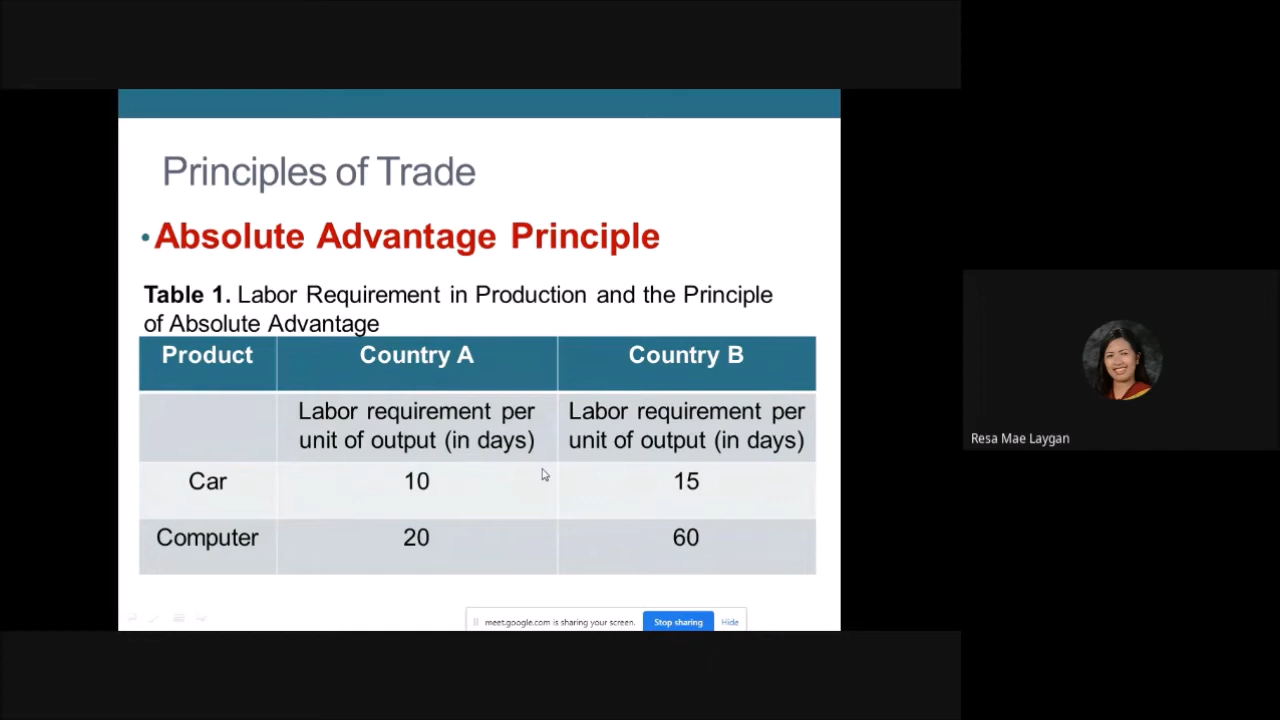 Principles of Trade
• Absolute Advantage Principle
Table 1. Labor Requirement in Production and the Principle
of Absolute Advantage
Product Country A Country B
Labor requirement per Labor requirement per
unit of output (in days) unit of output (in days)
Car 10 15
Computer 20 60
meet.google.com is sharing your screen. Stop sharing Hide
Resa Mae Laygan